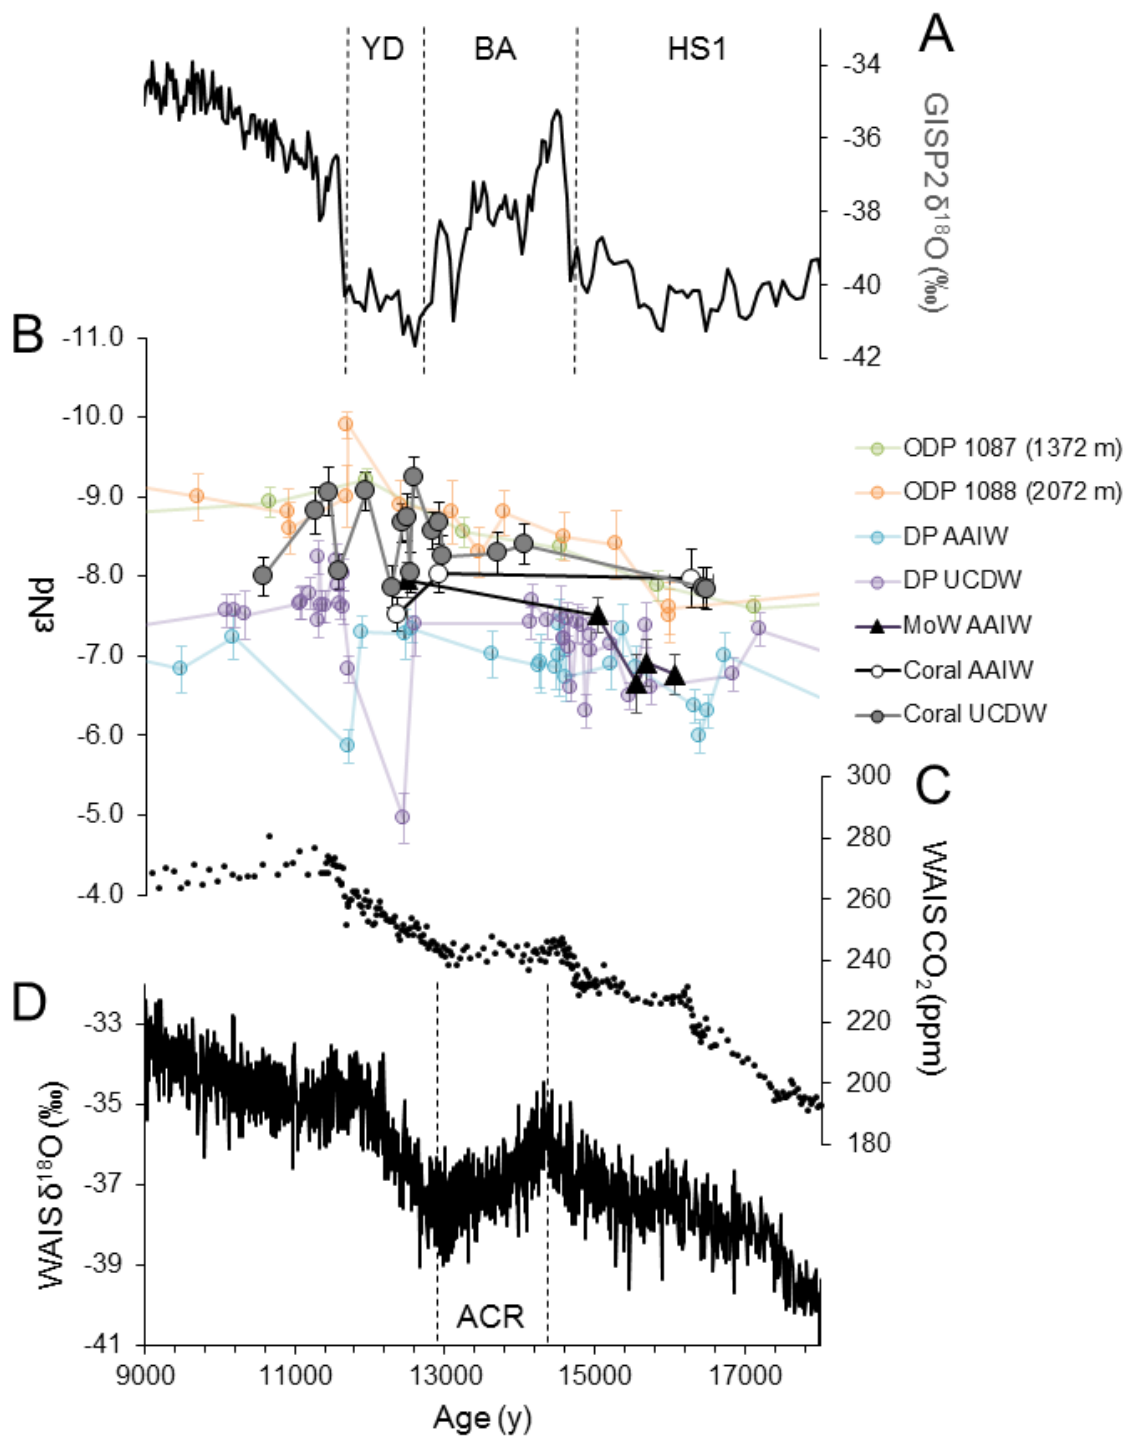 YD BA HS1 A
-34
-36
-38
-40
-42
GISP2 δ¹⁸O (‰)
B
-11.0
-10.0
-9.0
-8.0
-7.0
-6.0
-5.0
-4.0
εNd
ODP 1087 (1372 m)
ODP 1088 (2072 m)
DP AAIW
DP UCDW
MoW AAIW
Coral AAIW
Coral UCDW
C
300
280
260
240
220
200
180
WAIS CO₂ (ppm)
D
-33
-35
-37
-39
-41
WAIS δ¹⁸O (‰)
ACR
9000 11000 13000 15000 17000
Age (y)